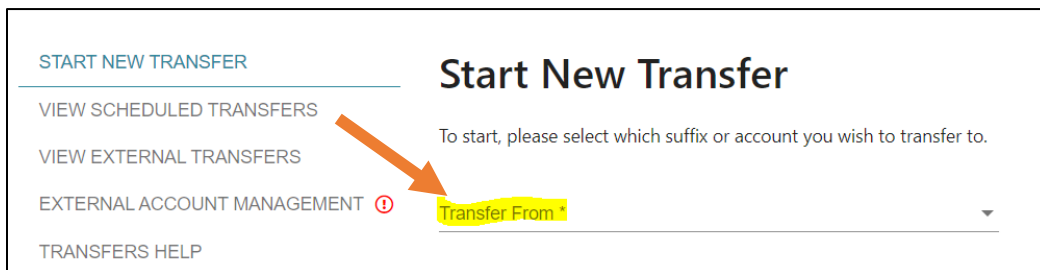 START NEW TRANSFER
VIEW SCHEDULED TRANSFERS
VIEW EXTERNAL TRANSFERS
EXTERNAL ACCOUNT MANAGEMENT
TRANSFERS HELP
Start New Transfer
To start, please select which suffix or account you wish to transfer to.
Transfer From *